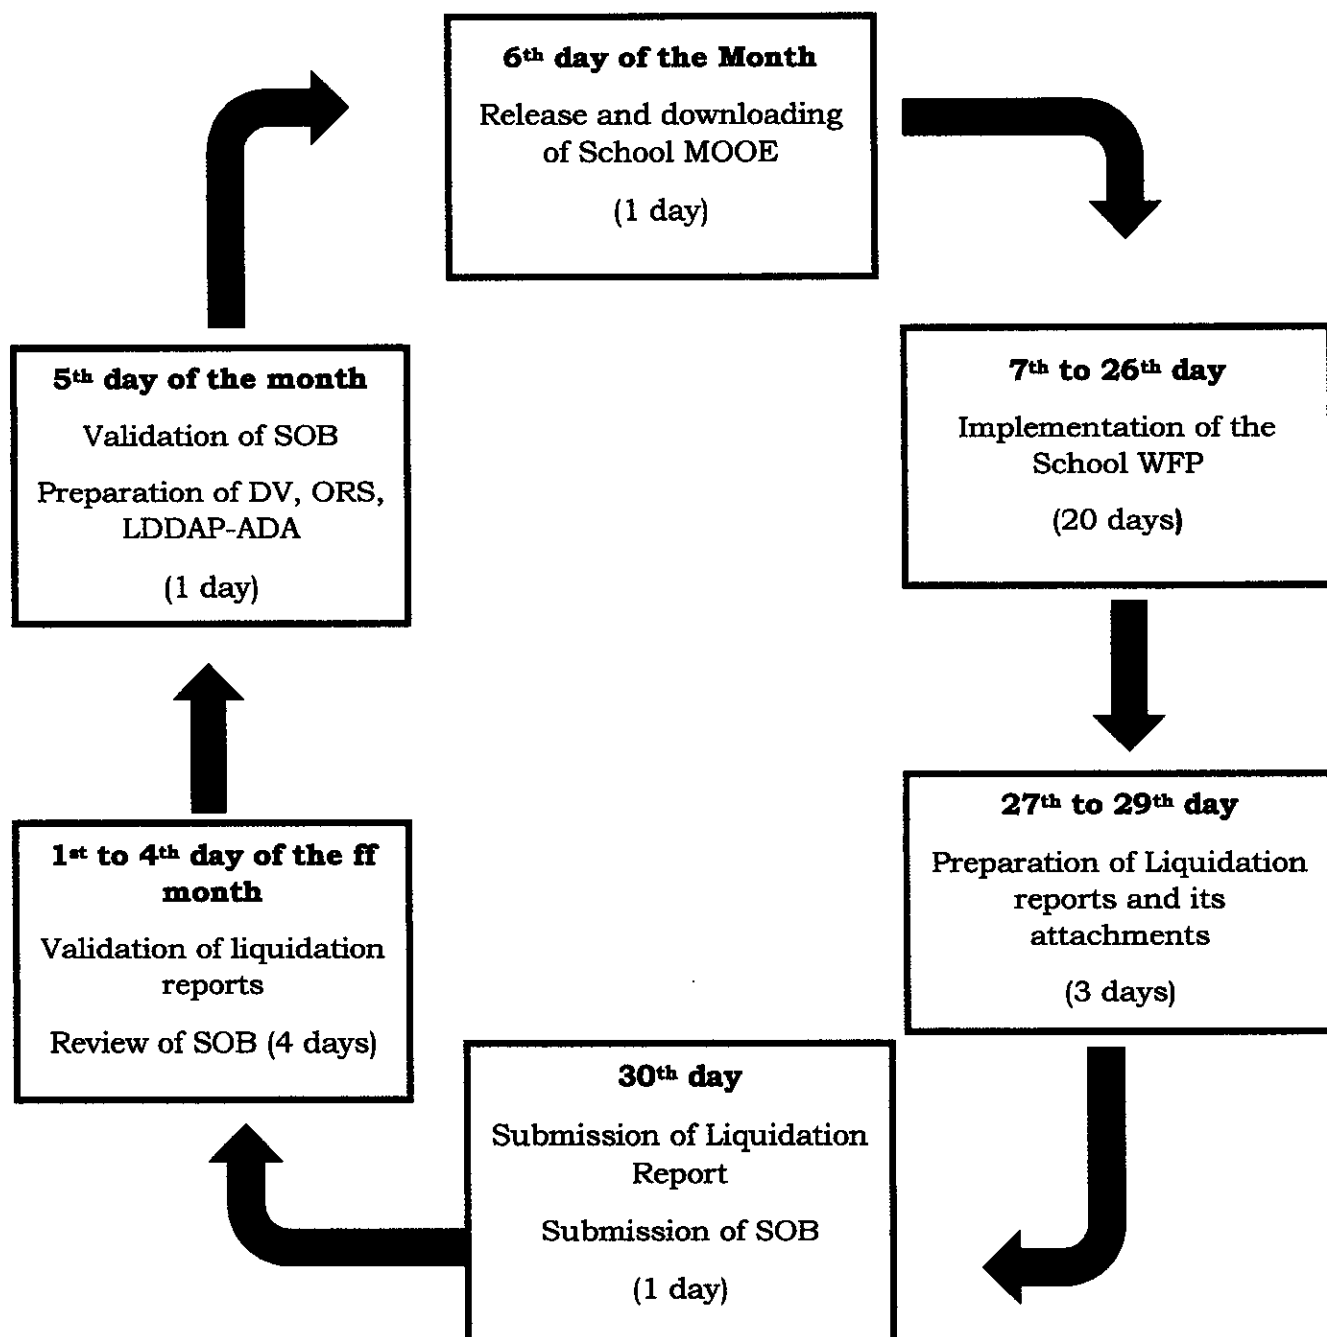 6th day of the Month
Release and downloading
of School MOOE
(1 day)
7th to 26th day
Implementation of the
School WFP
(20 days)
27th to 29th day
Preparation of Liquidation
reports and its
attachments
(3 days)
30th day
Submission of Liquidation
Report
Submission of SOB
(1 day)
1st to 4th day of the ff
month
Validation of liquidation
reports
Review of SOB (4 days)
5th day of the month
Validation of SOB
Preparation of DV, ORS,
LDDAP-ADA
(1 day)